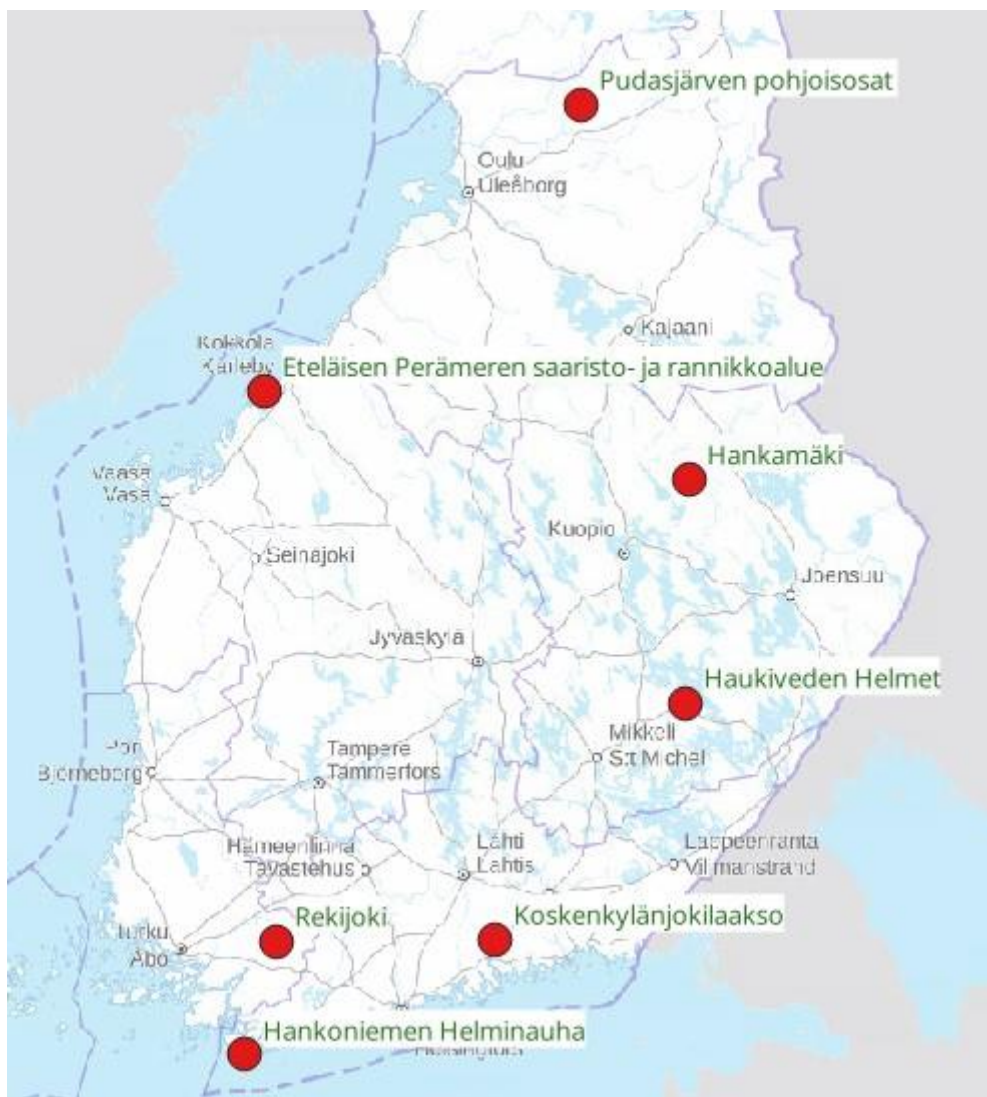 Pudasjärven pohjoisosat
Oulu
Uleåborg
Kajaani
Kokkola
Karleby
Eteläisen Perämeren saaristo- ja rannikkoalue
Hankamäki
Vaasa
Vasa
Kuopio
Seinäjoki
Joensuu
Jyväskylä
Haukiveden Helmet
Mikkeli
S:t Michel
Pori
Björneborg
Tampere
Tammerfors
Hämeenlinna
Tavastehus
Lahti
Lahtis
Lappeenranta
Villmanstrand
Rekijoki
Koskenkylänjokilaakso
Turku
Åbo
Hankoniemen Helminauha